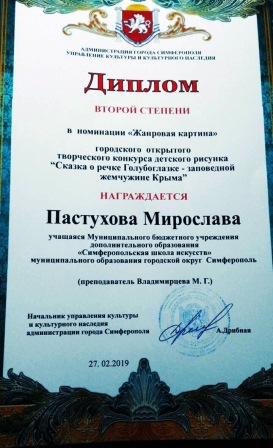 АДМИНИСТРАЦИЯ ГОРОДА СИМФЕРОПОЛЯ
УПРАВЛЕНИЕ КУЛЬТУРЫ И КУЛЬТУРНОГО НАСЛЕДИЯ
Диплом
ВТОРОЙ СТЕПЕНИ
в номинации «Жанровая картина»
городского открытого
творческого конкурса детского рисунка
“Сказка о речке Голубоглазке - заповедной
жемчужине Крыма”
НАГРАЖДАЕТСЯ
Пастухова Мирослава
учащаяся Муниципального бюджетного учреждения
дополнительного образования
«Симферопольская школа искусств»
муниципального образования городской округ Симферополь
(преподаватель Владимирцева М. Г.)
Начальник управления культуры
и культурного наследия
администрации города Симферополя
А.Дрибная
27. 02.2019